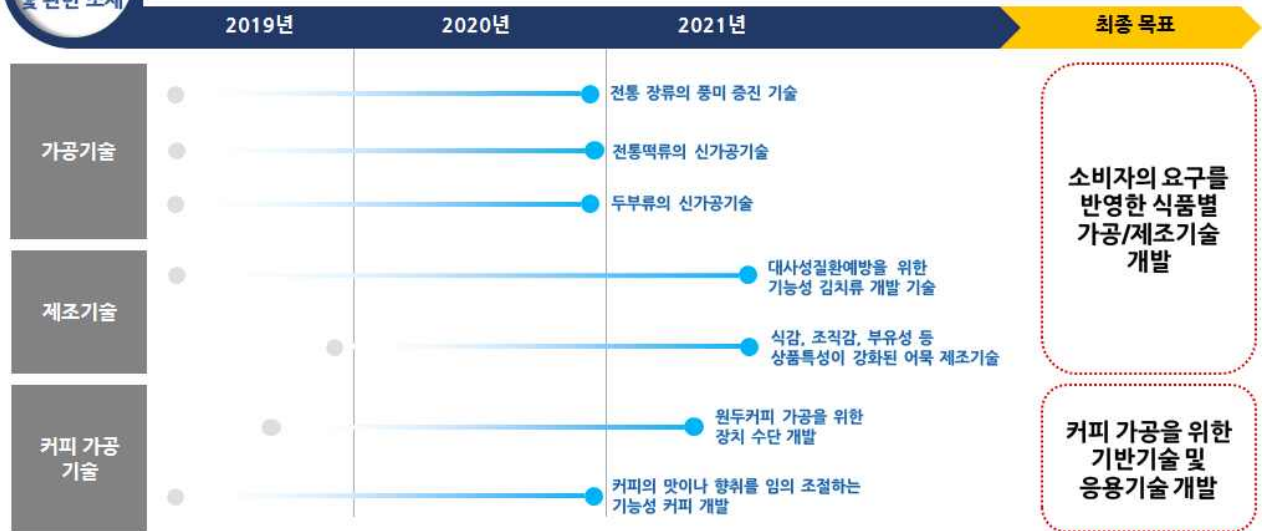 및 관련 소재
2019년
2020년
2021년
최종 목표
가공기술
전통 장류의 풍미 증진 기술
전통떡류의 신가공기술
두부류의 신가공기술
소비자의 요구를
반영한 식품별
가공/제조기술
개발
제조기술
대사성질환예방을 위한
기능성 김치류 개발 기술
식감, 조직감, 부유성 등
상품특성이 강화된 어묵 제조기술
커피 가공
기술
원두커피 가공을 위한
장치 수단 개발
커피의 맛이나 향취를 임의 조절하는
기능성 커피 개발
커피 가공을 위한
기반기술 및
응용기술 개발